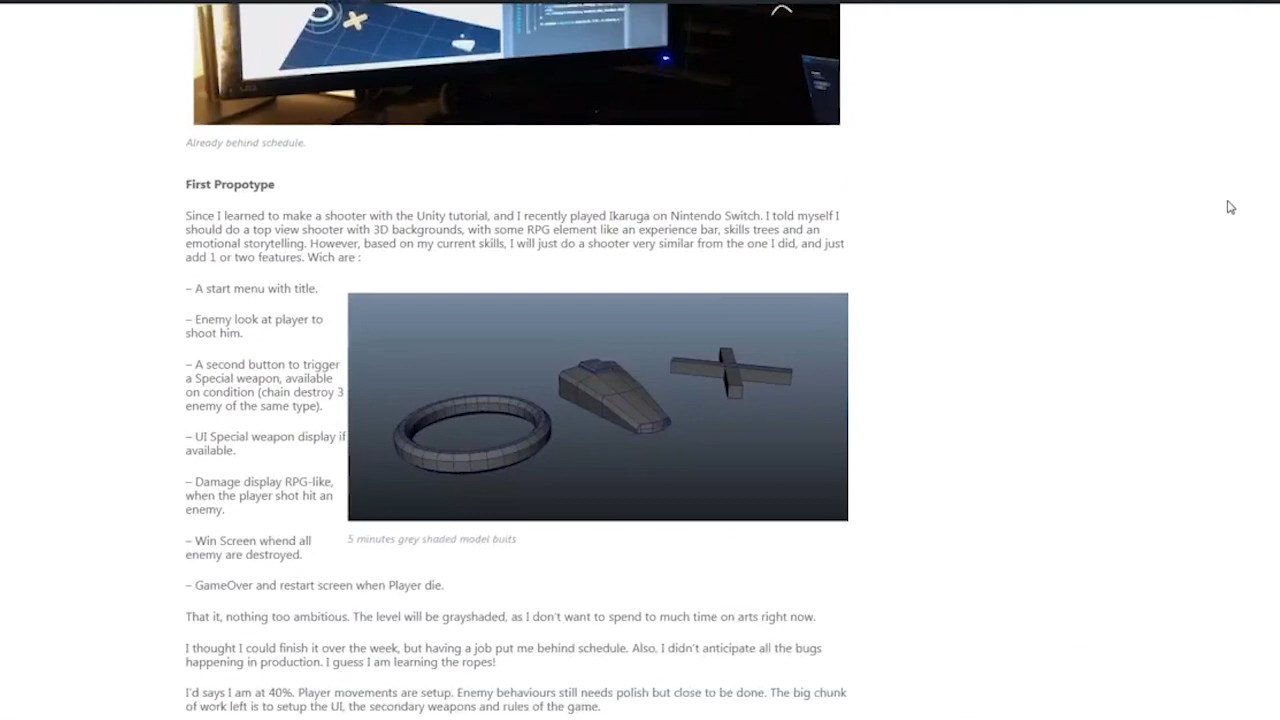 Already behind schedule.
First Propotype
Since I learned to make a shooter with the Unity tutorial, and I recently played Ikaruga on Nintendo Switch. I told myself I
should do a top view shooter with 3D backgrounds, with some RPG element like an experience bar, skills trees and an
emotional storytelling. However, based on my current skills, I will just do a shooter very similar from the one I did, and just
add 1 or two features. Wich are :
– A start menu with title.
– Enemy look at player to
shoot him.
– A second button to trigger
a Special weapon, available
on condition (chain destroy 3
enemy of the same type).
– UI Special weapon display if
available.
– Damage display RPG-like,
when the player shot hit an
enemy.
– Win Screen whend all
enemy are destroyed.
5 minutes grey shaded model buits
– GameOver and restart screen when Player die.
That it, nothing too ambitious. The level will be grayshaded, as I don't want to spend to much time on arts right now.
I thought I could finish it over the week, but having a job put me behind schedule. Also, I didn't anticipate all the bugs
happening in production. I guess I am learning the ropes!
I'd says I am at 40%. Player movements are setup. Enemy behaviours still needs polish but close to be done. The big chunk
of work left is to setup the UI, the secondary weapons and rules of the game.